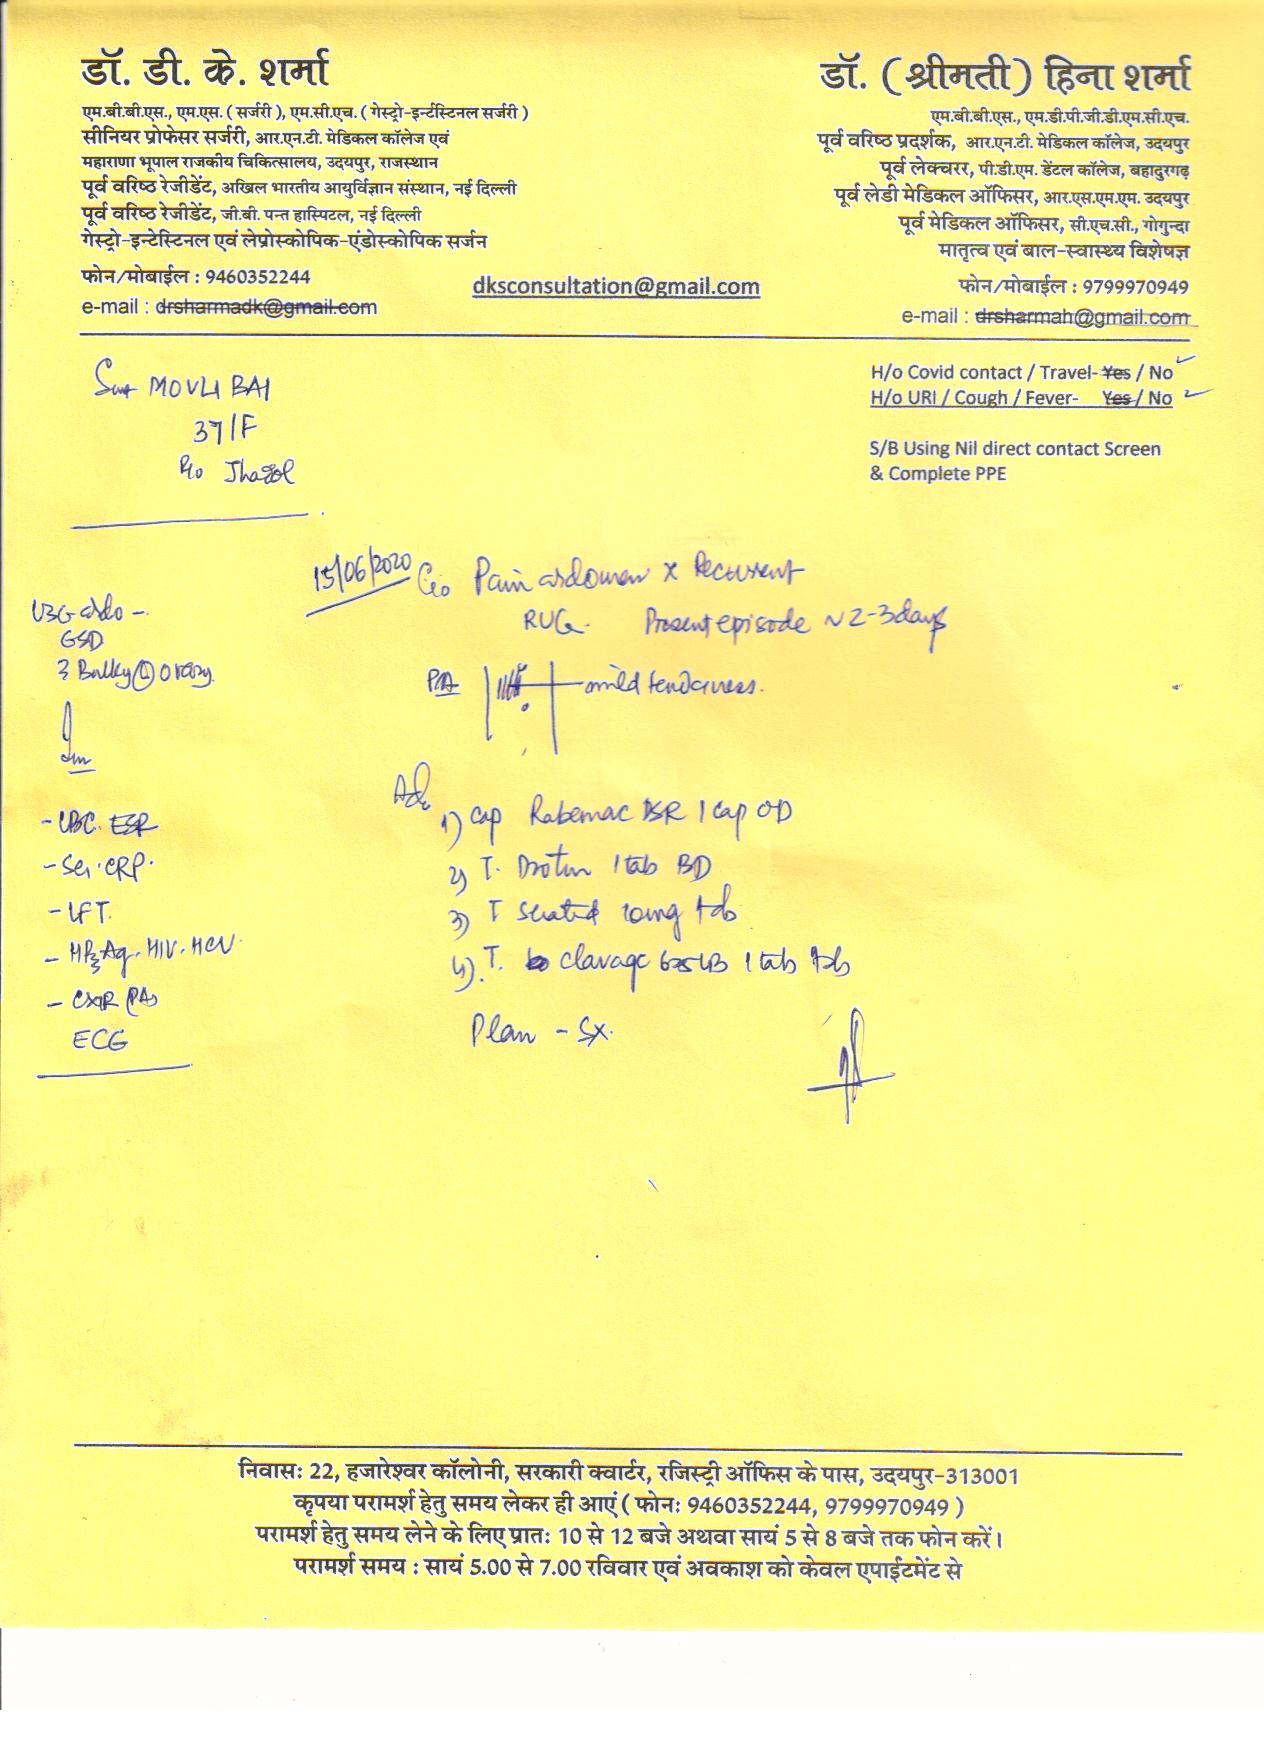 डॉ. डी. के. शर्मा
एम.बी.बी.एस., एम.एस. ( सर्जरी ), एम.सी.एच. ( गेस्ट्रो-इन्टेस्टिनल सर्जरी )
सीनियर प्रोफेसर सर्जरी, आर.एन.टी. मेडिकल कॉलेज एवं
महाराणा भूपाल राजकीय चिकित्सालय, उदयपुर, राजस्थान
पूर्व वरिष्ठ रेजीडेंट, अखिल भारतीय आयुर्विज्ञान संस्थान, नई दिल्ली
पूर्व वरिष्ठ रेजीडेंट, जी.बी. पन्त हास्पिटल, नई दिल्ली
गेस्ट्रो-इन्टेस्टिनल एवं लेप्रोस्कोपिक-एंडोस्कोपिक सर्जन
फोन/मोबाईल : 9460352244
e-mail : drsharmadk@gmail.com
dksconsultation@gmail.com
डॉ. ( श्रीमती ) हिना शर्मा
एम.बी.बी.एस., एम.डी.पी.जी.डी.एम.सी.एच.
पूर्व वरिष्ठ प्रदर्शक, आर.एन.टी. मेडिकल कॉलेज, उदयपुर
पूर्व लेक्चरर, पी.डी.एम. डेंटल कॉलेज, बहादुरगढ़
पूर्व लेडी मेडिकल ऑफिसर, आर.एस.एम.एम. उदयपुर
पूर्व मेडिकल ऑफिसर, सी.एच.सी., गोगुन्दा
मातृत्व एवं बाल-स्वास्थ्य विशेषज्ञ
फोन/मोबाईल : 9799970949
e-mail : drsharmah@gmail.com
H/o Covid contact / Travel- Yes / No
H/o URI / Cough / Fever- Yes / No
S/B Using Nil direct contact Screen
& Complete PPE
Smt MOVLI BAI
37/F
R/o Jhadol
15/06/2020 C/o Pain abdomen x Recurrent
RUQ. Present episode ~ 2-3 days
P/A mild tenderness.
USG abdo -
GSD
Bulky (L) ovary.
- CBC. ESR
- Ser. CRP.
- LFT.
- HBsAg. HIV. HCV
- CXR (PA)
ECG
Adv
1) Cap Rabemac DSR 1 cap OD
2) T. Drotin 1 tab BD
3) T 10mg tds
4) T. clavage 625 LB 1 tab tds
Plan - Sx.
निवासः 22, हजारेश्वर कॉलोनी, सरकारी क्वार्टर, रजिस्ट्री ऑफिस के पास, उदयपुर-313001
कृपया परामर्श हेतु समय लेकर ही आएं ( फोनः 9460352244, 9799970949 )
परामर्श हेतु समय लेने के लिए प्रातः 10 से 12 बजे अथवा सायं 5 से 8 बजे तक फोन करें।
परामर्श समय : सायं 5.00 से 7.00 रविवार एवं अवकाश को केवल एपाईंटमेंट से